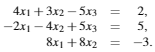 4x1 + 3x2 − 5x3 = 2,
−2x1 − 4x2 + 5x3 = 5,
8x1 + 8x2 = −3.